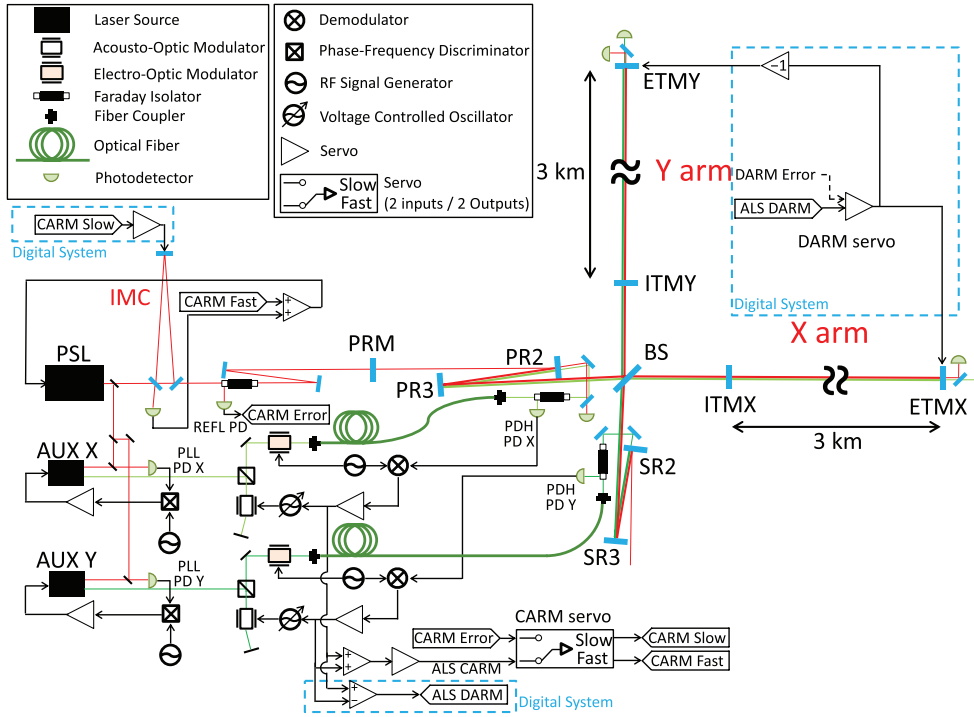 Laser Source
Acousto-Optic Modulator
Electro-Optic Modulator
Faraday Isolator
Fiber Coupler
Optical Fiber
Photodetector
Demodulator
Phase-Frequency Discriminator
RF Signal Generator
Voltage Controlled Oscillator
Servo
Slow
Fast
Servo
(2 inputs / 2 Outputs)
CARM Slow
Digital System
IMC
CARM Fast
+
+
PSL
REFL PD
CARM Error
PRM
PR2
PR3
BS
ETMY
3 km
Y arm
ITMY
−1
DARM Error
ALS DARM
DARM servo
Digital System
X arm
ITMX
ETMX
3 km
PDH
PD X
PDH
PD Y
SR2
SR3
AUX X
PLL
PD X
AUX Y
PLL
PD Y
CARM servo
CARM Error
Slow
Fast
CARM Slow
CARM Fast
+
+
ALS CARM
+
−
ALS DARM
Digital System